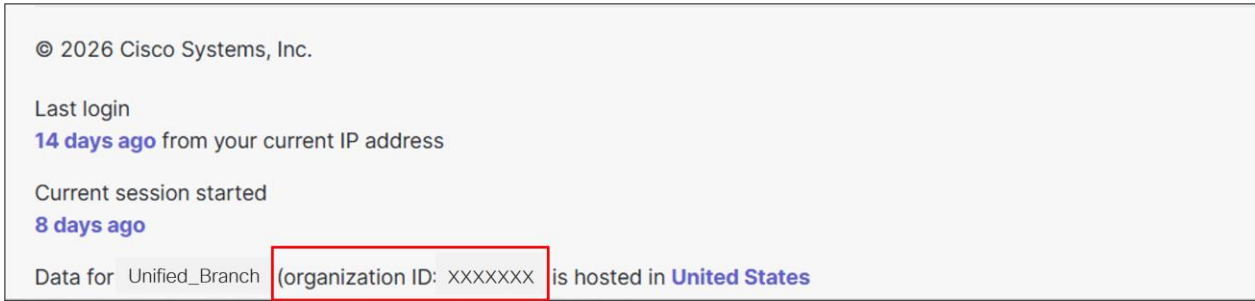 © 2026 Cisco Systems, Inc.
Last login
14 days ago from your current IP address
Current session started
8 days ago
Data for Unified_Branch (organization ID: XXXXXXX is hosted in United States